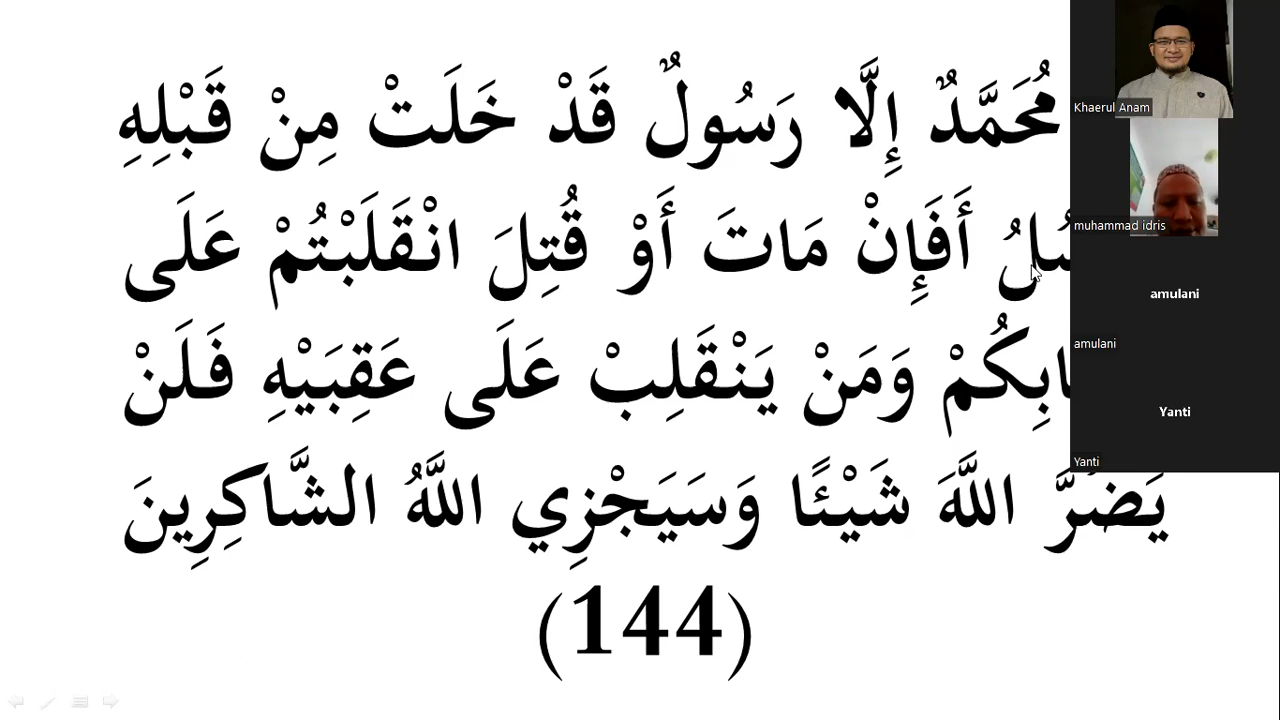 مُحَمَّدٌ إِلَّا رَسُولٌ قَدْ خَلَتْ مِنْ قَبْلِهِ
أَفَإِنْ مَاتَ أَوْ قُتِلَ انْقَلَبْتُمْ عَلَى
وَمَنْ يَنْقَلِبْ عَلَى عَقِبَيْهِ فَلَنْ
يَضُرَّ اللَّهَ شَيْئًا وَسَيَجْزِي اللَّهُ الشَّاكِرِينَ
(144)
Khaerul Anam
muhammad idris
amulani
amulani
Yanti
Yanti